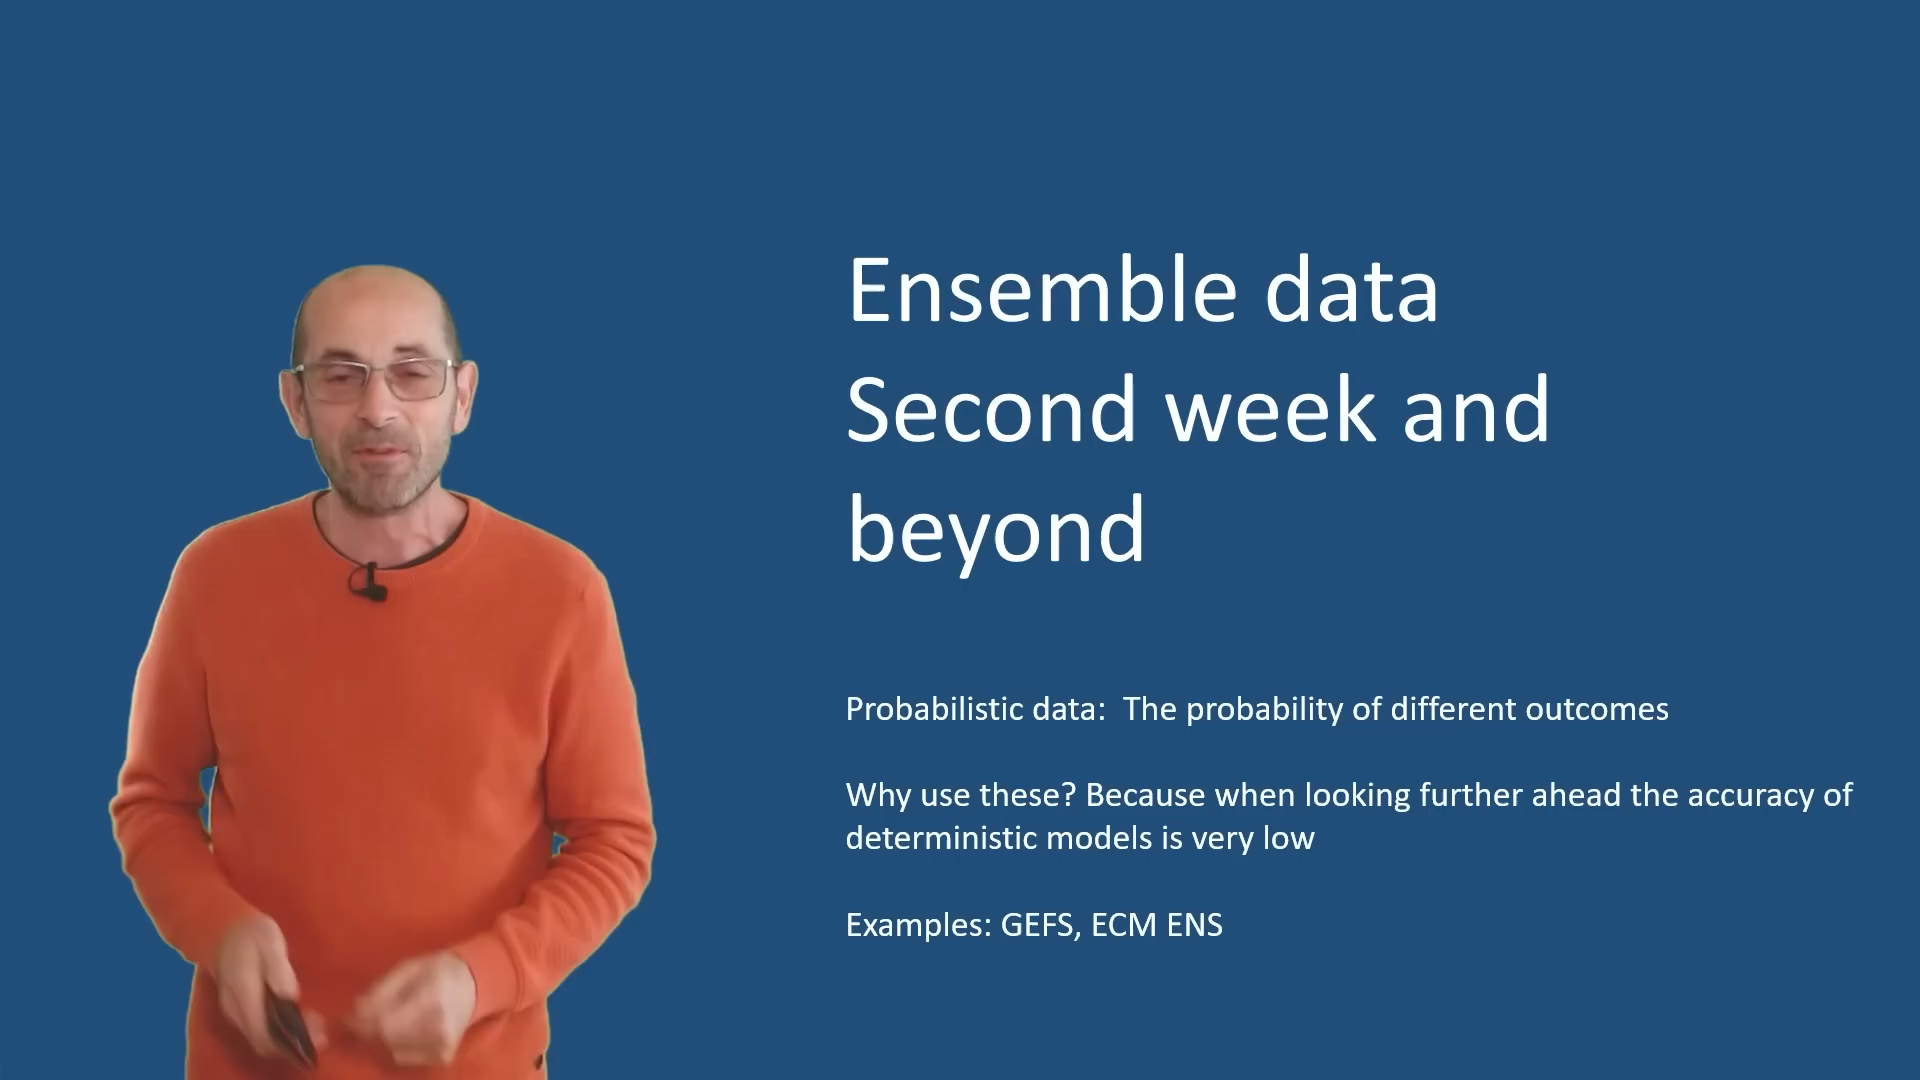 Ensemble data
Second week and
beyond
Probabilistic data:  The probability of different outcomes
Why use these? Because when looking further ahead the accuracy of
deterministic models is very low
Examples: GEFS, ECM ENS